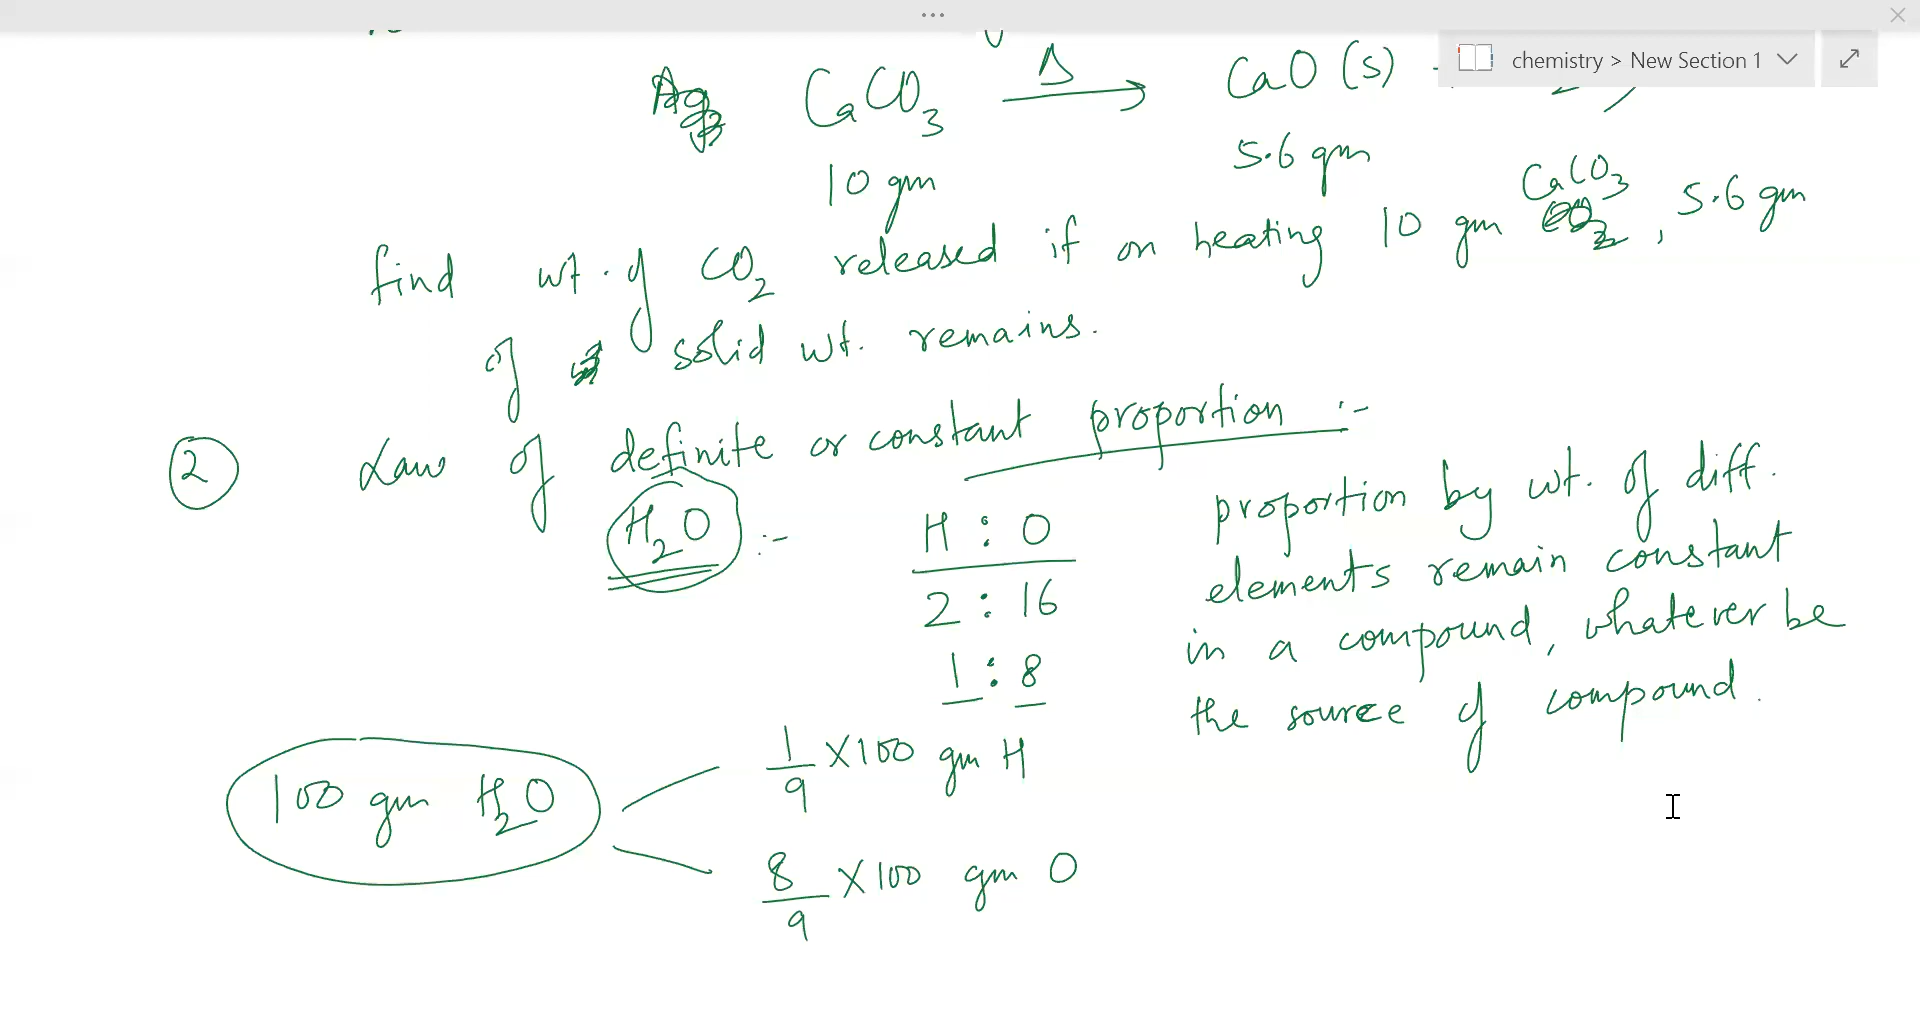 chemistry > New Section 1
CaCO3 Δ→ CaO (s)
10 gm 5.6 gm
find wt. of CO2 released if on heating 10 gm CaCO3, 5.6 gm
of solid wt. remains.
2 Law of definite or constant proportion :-
H2O :- H : O
2 : 16
1 : 8
proportion by wt. of diff.
elements remain constant
in a compound, whatever be
the source of compound.
100 gm H2O
1/9 X 100 gm H
8/9 X 100 gm O